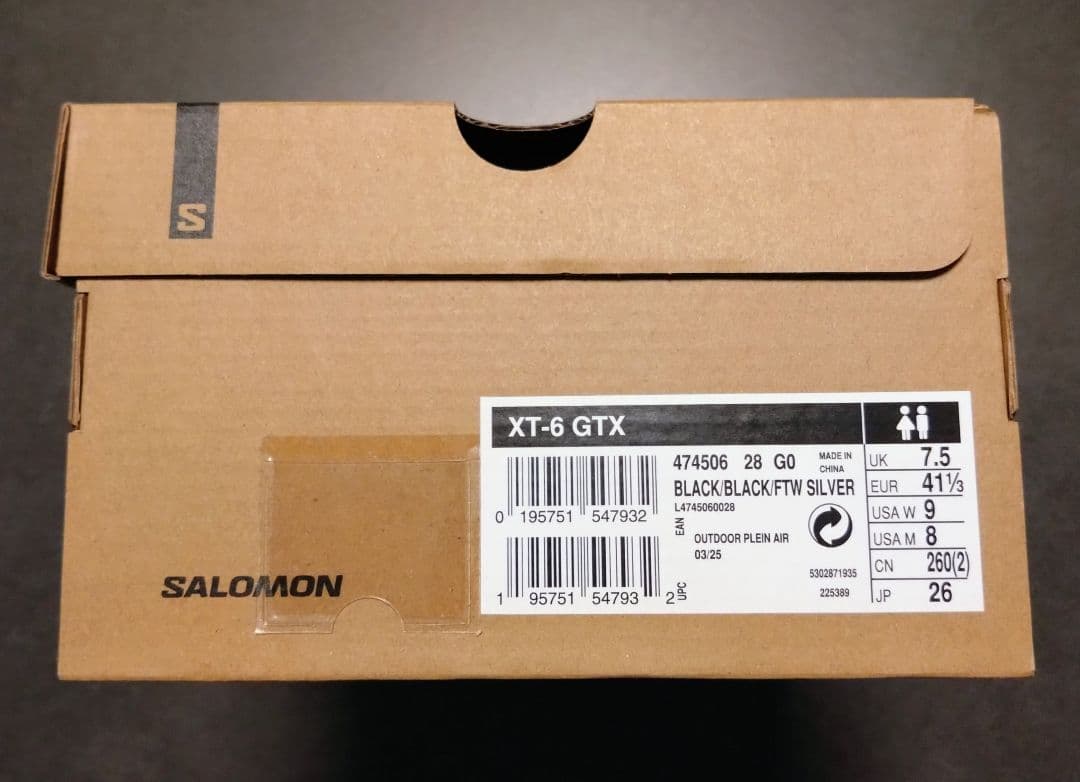 S
XT-6 GTX
474506 28 G0
MADE IN
CHINA
BLACK/BLACK/FTW SILVER
L4745060028
0 195751 547932
EAN
OUTDOOR PLEIN AIR
03/25
5302871935
225389
1 95751 54793 2
UPC
UK 7.5
EUR 41⅓
USA W 9
USA M 8
CN 260(2)
JP 26
SALOMON